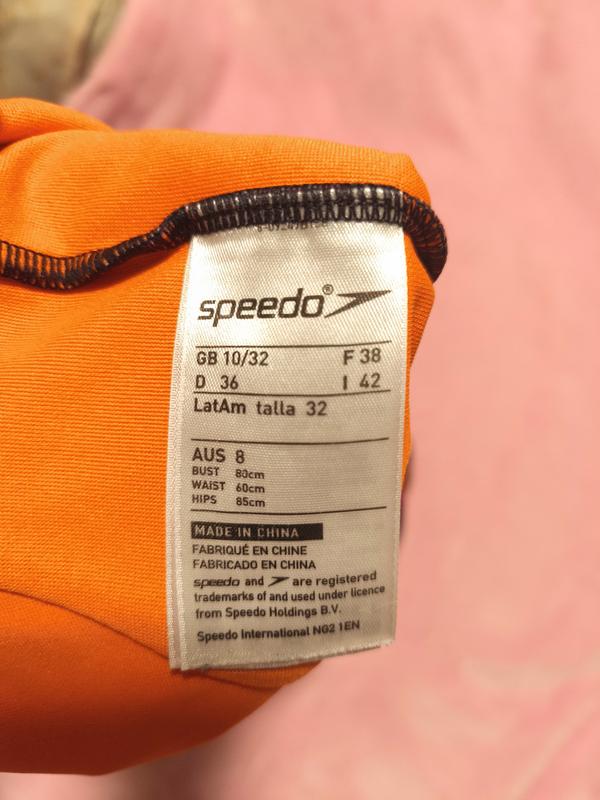 speedo®
GB 10/32 F 38
D 36 I 42
LatAm talla 32
AUS 8
BUST 80cm
WAIST 60cm
HIPS 85cm
MADE IN CHINA
FABRIQUÉ EN CHINE
FABRICADO EN CHINA
speedo and are registered
trademarks of and used under licence
from Speedo Holdings B.V.
Speedo International NG2 1EN